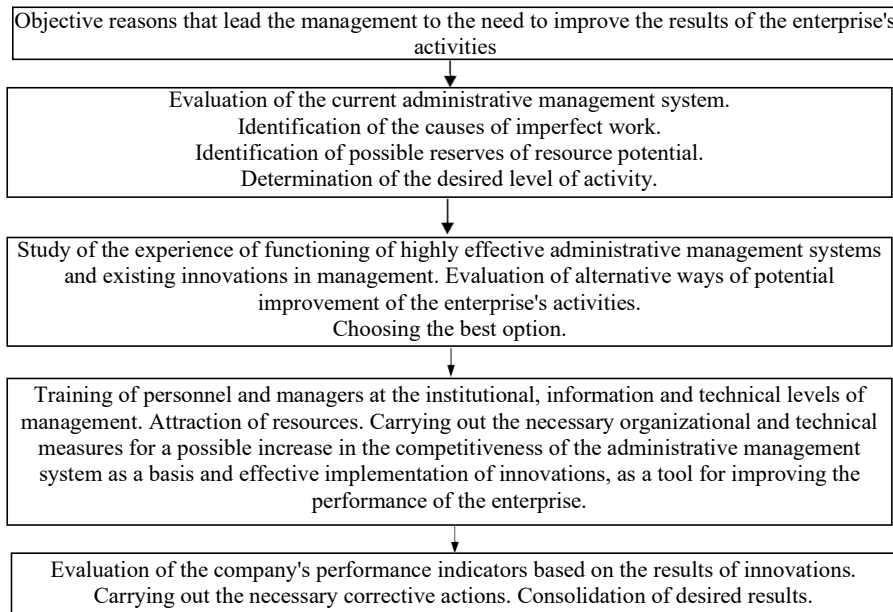 Objective reasons that lead the management to the need to improve the results of the enterprise's
activities
Evaluation of the current administrative management system.
Identification of the causes of imperfect work.
Identification of possible reserves of resource potential.
Determination of the desired level of activity.
Study of the experience of functioning of highly effective administrative management systems
and existing innovations in management. Evaluation of alternative ways of potential
improvement of the enterprise's activities.
Choosing the best option.
Training of personnel and managers at the institutional, information and technical levels of
management. Attraction of resources. Carrying out the necessary organizational and technical
measures for a possible increase in the competitiveness of the administrative management
system as a basis and effective implementation of innovations, as a tool for improving the
performance of the enterprise.
Evaluation of the company's performance indicators based on the results of innovations.
Carrying out the necessary corrective actions. Consolidation of desired results.